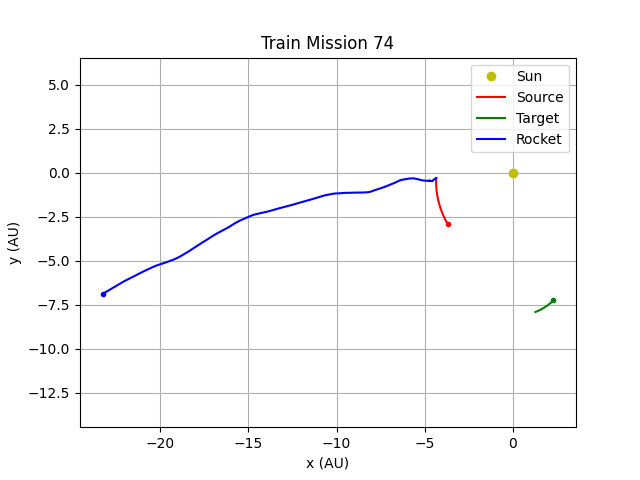 Train Mission 74
Sun
Source
Target
Rocket
5.0
2.5
0.0
−2.5
−5.0
−7.5
−10.0
−12.5
y (AU)
−20
−15
−10
−5
0
x (AU)